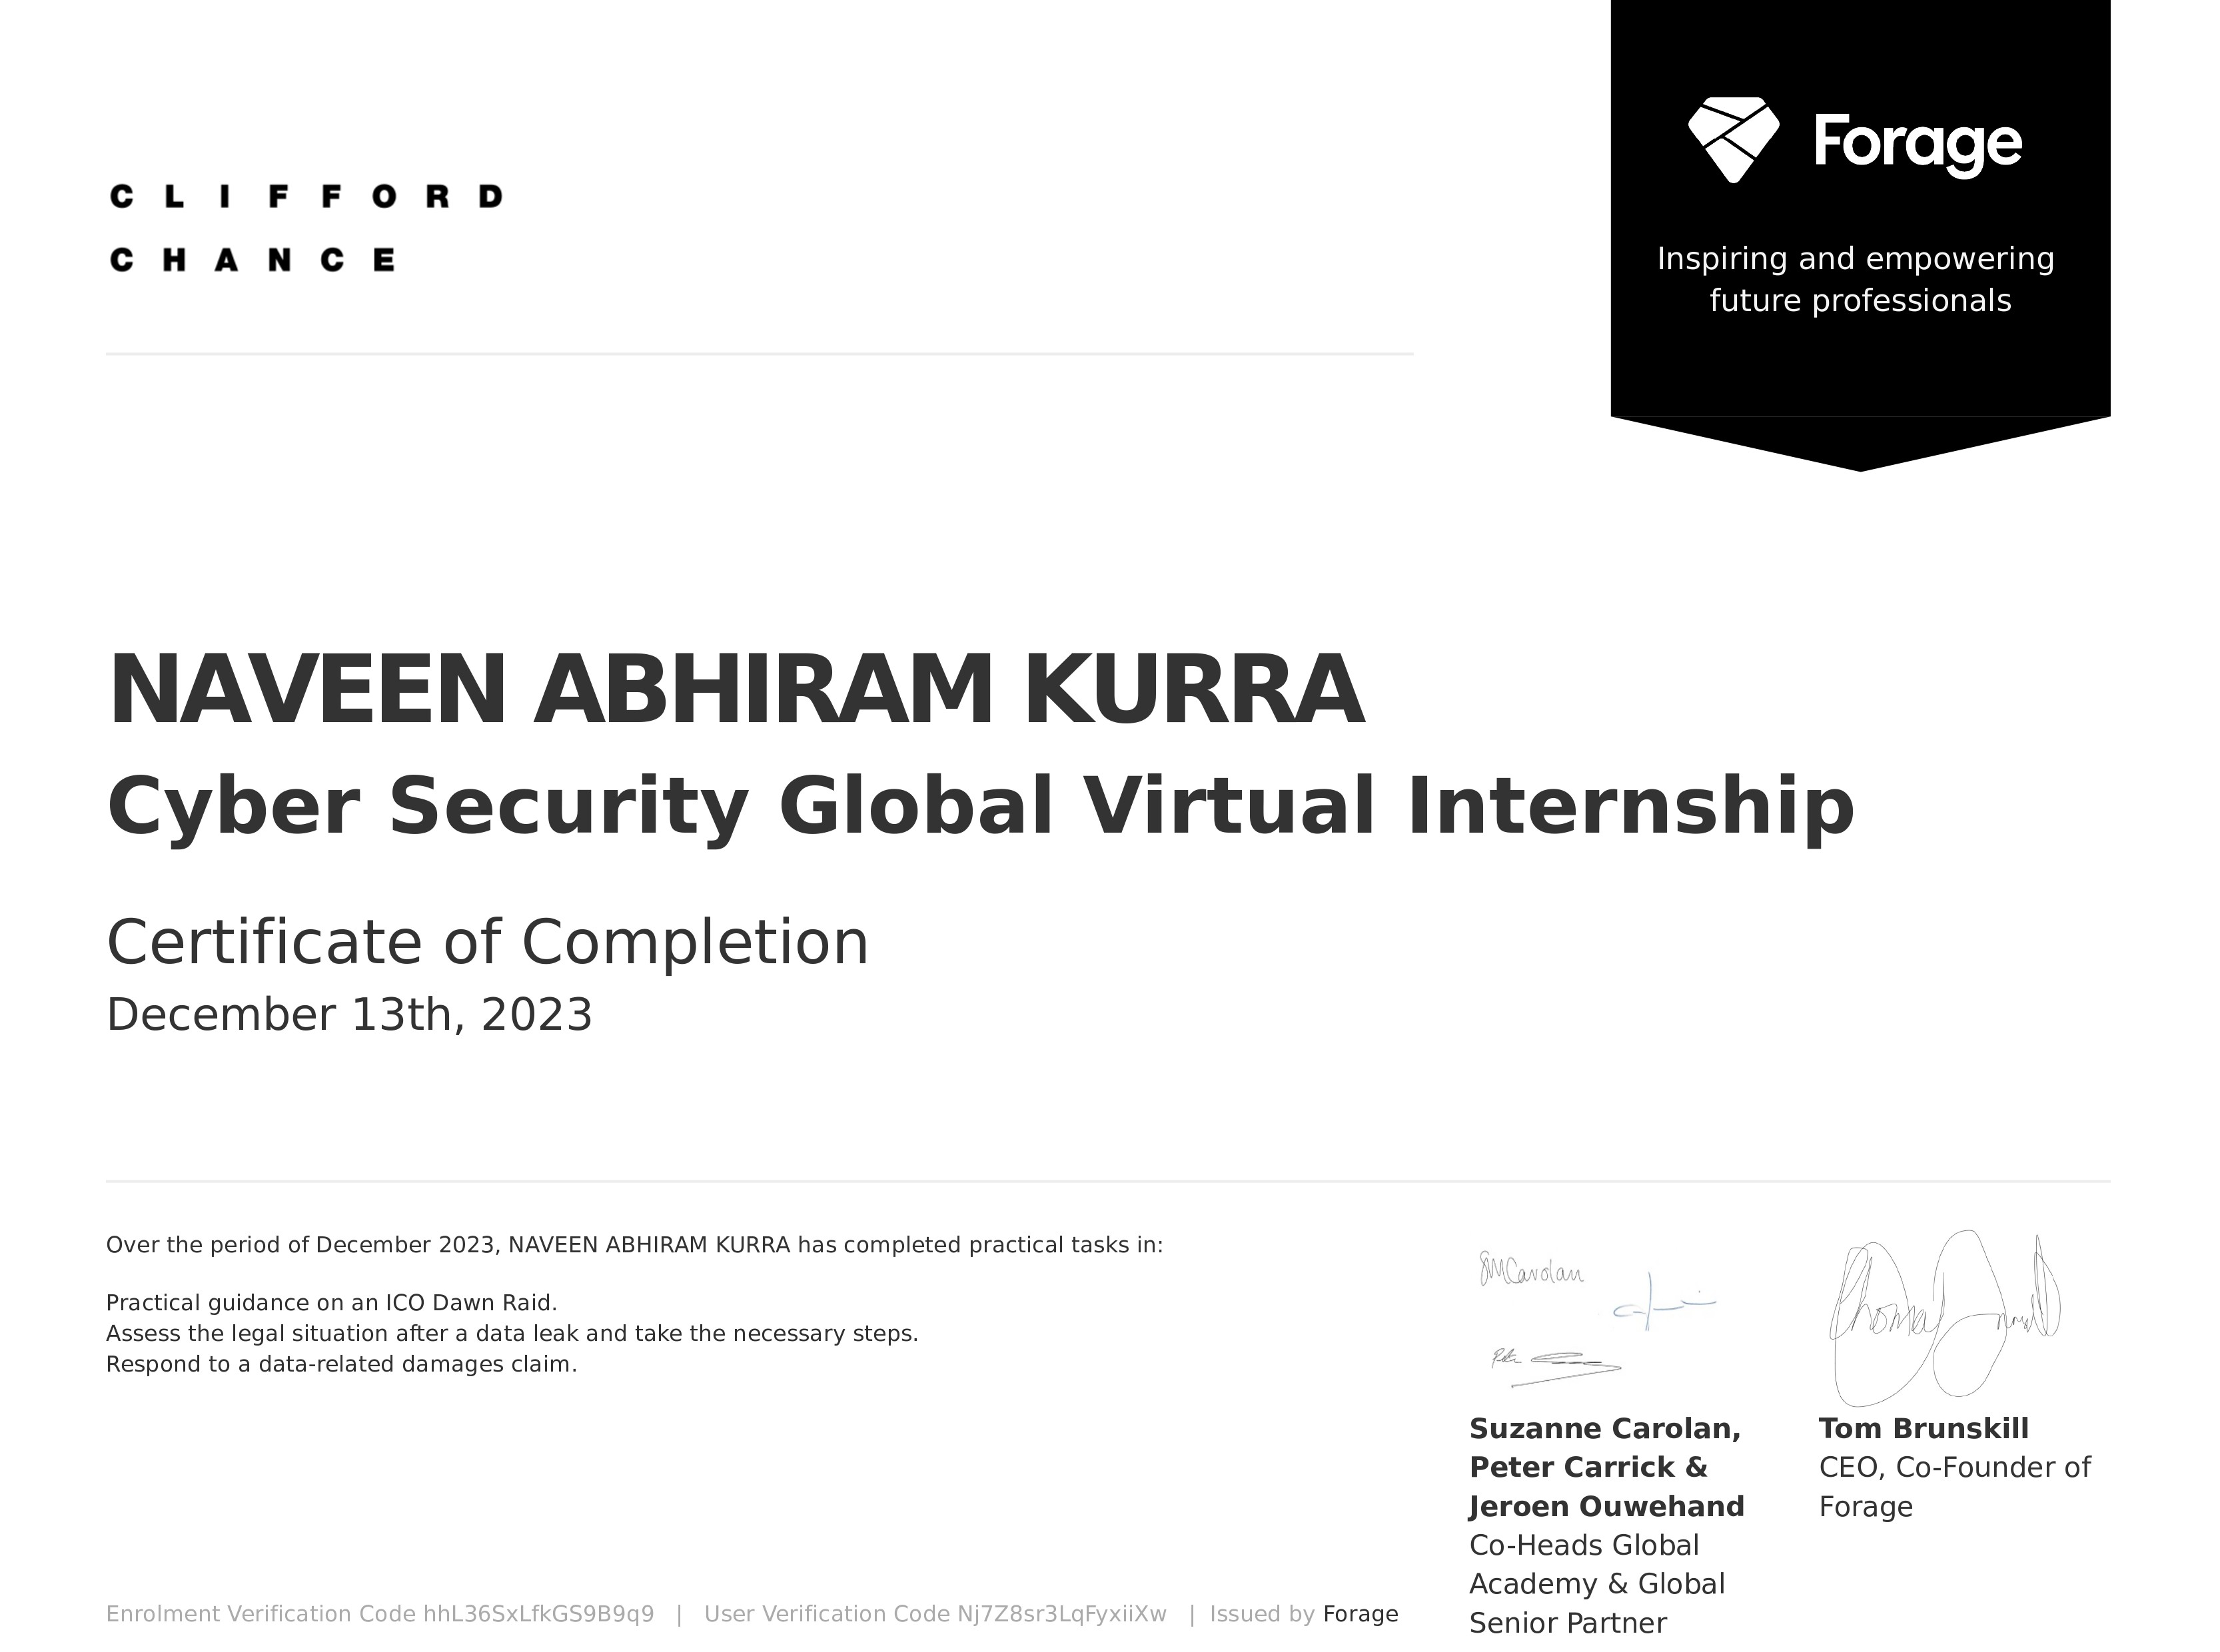 CLIFFORD
CHANCE
Forage
Inspiring and empowering
future professionals
NAVEEN ABHIRAM KURRA
Cyber Security Global Virtual Internship
Certificate of Completion
December 13th, 2023
Over the period of December 2023, NAVEEN ABHIRAM KURRA has completed practical tasks in:
Practical guidance on an ICO Dawn Raid.
Assess the legal situation after a data leak and take the necessary steps.
Respond to a data-related damages claim.
SMCarolan
Suzanne Carolan,
Peter Carrick &
Jeroen Ouwehand
Co-Heads Global
Academy & Global
Senior Partner
Tom Brunskill
CEO, Co-Founder of
Forage
Enrolment Verification Code hhL36SxLfkGS9B9q9 | User Verification Code Nj7Z8sr3LqFyxiiXw | Issued by Forage